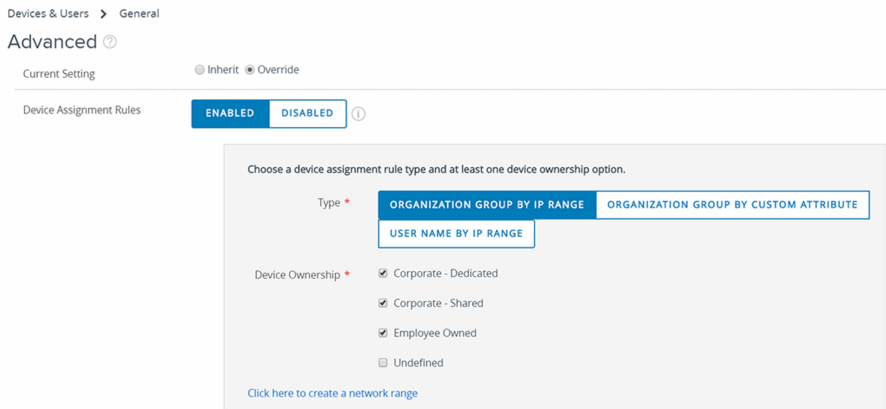 Devices & Users > General
Advanced
Current Setting Inherit Override
Device Assignment Rules ENABLED DISABLED
Choose a device assignment rule type and at least one device ownership option.
Type * ORGANIZATION GROUP BY IP RANGE ORGANIZATION GROUP BY CUSTOM ATTRIBUTE
USER NAME BY IP RANGE
Device Ownership * Corporate - Dedicated
Corporate - Shared
Employee Owned
Undefined
Click here to create a network range